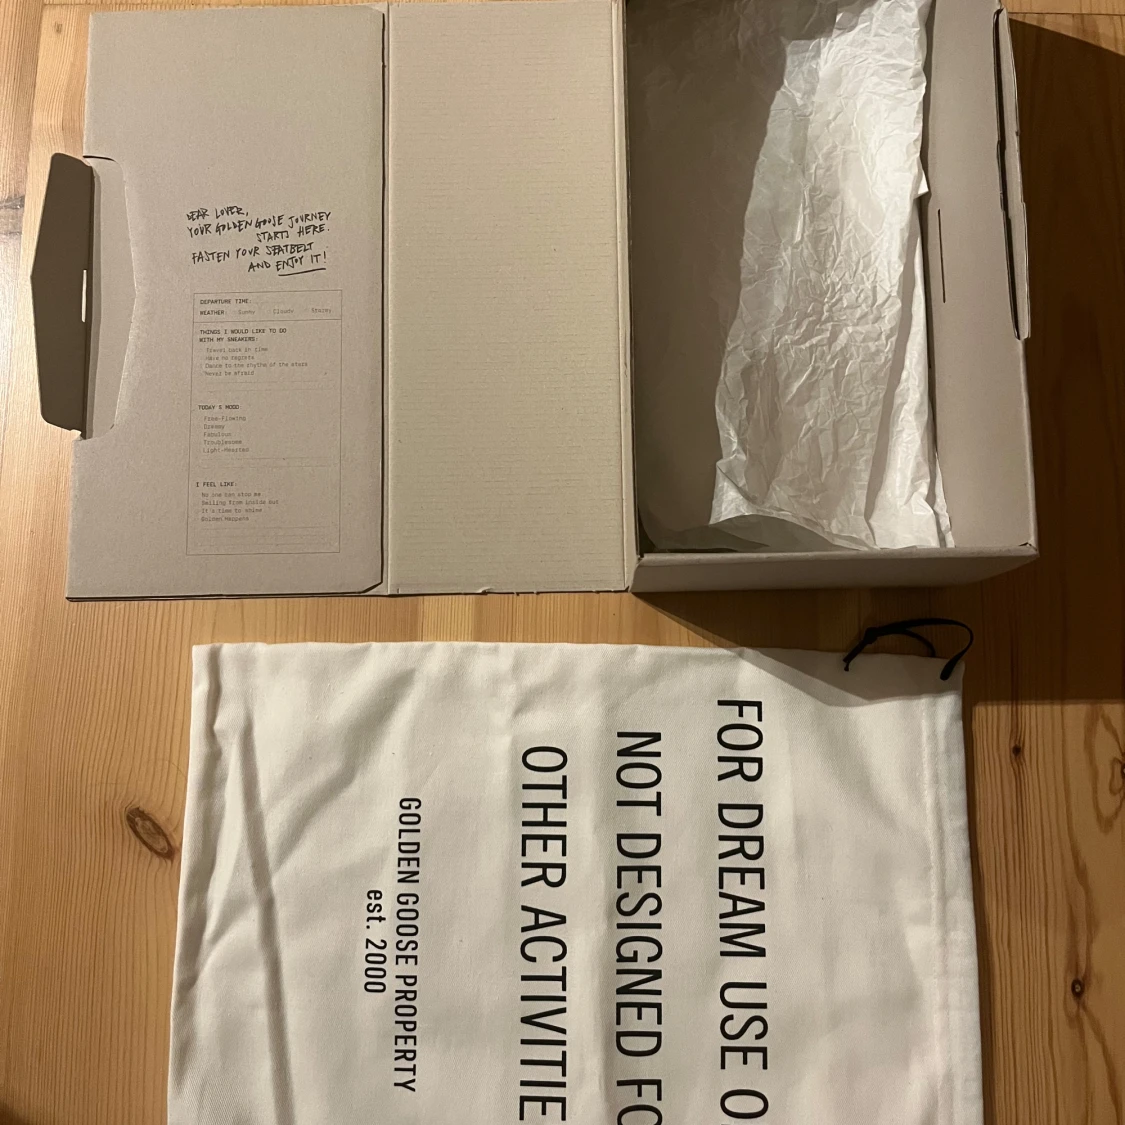 DEAR LOVER,
YOUR GOLDEN GOOSE JOURNEY
STARTS HERE.
FASTEN YOUR SEATBELT
AND ENJOY IT!
DEPARTURE TIME:
WEATHER: Sunny Cloudy Stormy
THINGS I WOULD LIKE TO DO
WITH MY SNEAKERS:
Travel back in time
Have no regrets
Dance to the rhythm of the stars
Never be afraid
TODAY'S MOOD
Free-Flowing
Dreamy
Fabulous
Troublesome
Light-Hearted
I FEEL LIKE:
No one can stop me
Smiling from inside out
It's time to shine
Golden Happens
FOR DREAM USE
NOT DESIGNED
OTHER
GOLDEN GOOSE PROPERTY
est. 2000